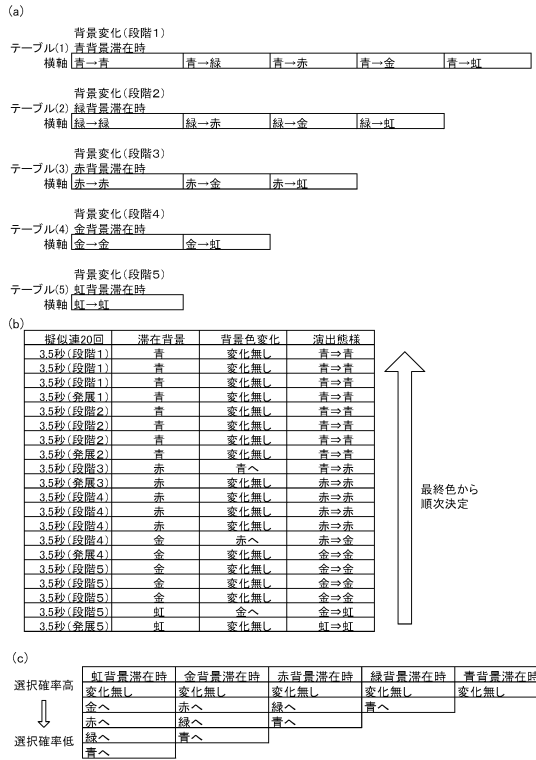 (a)
背景変化(段階1)
テーブル(1) 青背景滞在時
横軸 青→青 青→緑 青→赤 青→金 青→虹
背景変化(段階2)
テーブル(2) 緑背景滞在時
横軸 緑→緑 緑→赤 緑→金 緑→虹
背景変化(段階3)
テーブル(3) 赤背景滞在時
横軸 赤→赤 赤→金 赤→虹
背景変化(段階4)
テーブル(4) 金背景滞在時
横軸 金→金 金→虹
背景変化(段階5)
テーブル(5) 虹背景滞在時
横軸 虹→虹
(b)
擬似連20回 滞在背景 背景色変化 演出態様
3.5秒(段階1) 青 変化無し 青⇒青
3.5秒(段階1) 青 変化無し 青⇒青
3.5秒(段階1) 青 変化無し 青⇒青
3.5秒(発展1) 青 変化無し 青⇒青
3.5秒(段階2) 青 変化無し 青⇒青
3.5秒(段階2) 青 変化無し 青⇒青
3.5秒(段階2) 青 変化無し 青⇒青
3.5秒(発展2) 青 変化無し 青⇒青
3.5秒(段階3) 赤 青へ 青⇒赤
3.5秒(発展3) 赤 変化無し 赤⇒赤
3.5秒(段階4) 赤 変化無し 赤⇒赤
3.5秒(段階4) 赤 変化無し 赤⇒赤
3.5秒(段階4) 赤 変化無し 赤⇒赤
3.5秒(段階4) 金 赤へ 赤⇒金
3.5秒(発展4) 金 変化無し 金⇒金
3.5秒(段階5) 金 変化無し 金⇒金
3.5秒(段階5) 金 変化無し 金⇒金
3.5秒(段階5) 金 変化無し 金⇒金
3.5秒(段階5) 虹 金へ 金⇒虹
3.5秒(発展5) 虹 変化無し 虹⇒虹
最終色から
順次決定
(c)
虹背景滞在時 金背景滞在時 赤背景滞在時 緑背景滞在時 青背景滞在時
選択確率高 変化無し 変化無し 変化無し 変化無し 変化無し
金へ 赤へ 緑へ 青へ
赤へ 緑へ 青へ
選択確率低 緑へ 青へ
青へ